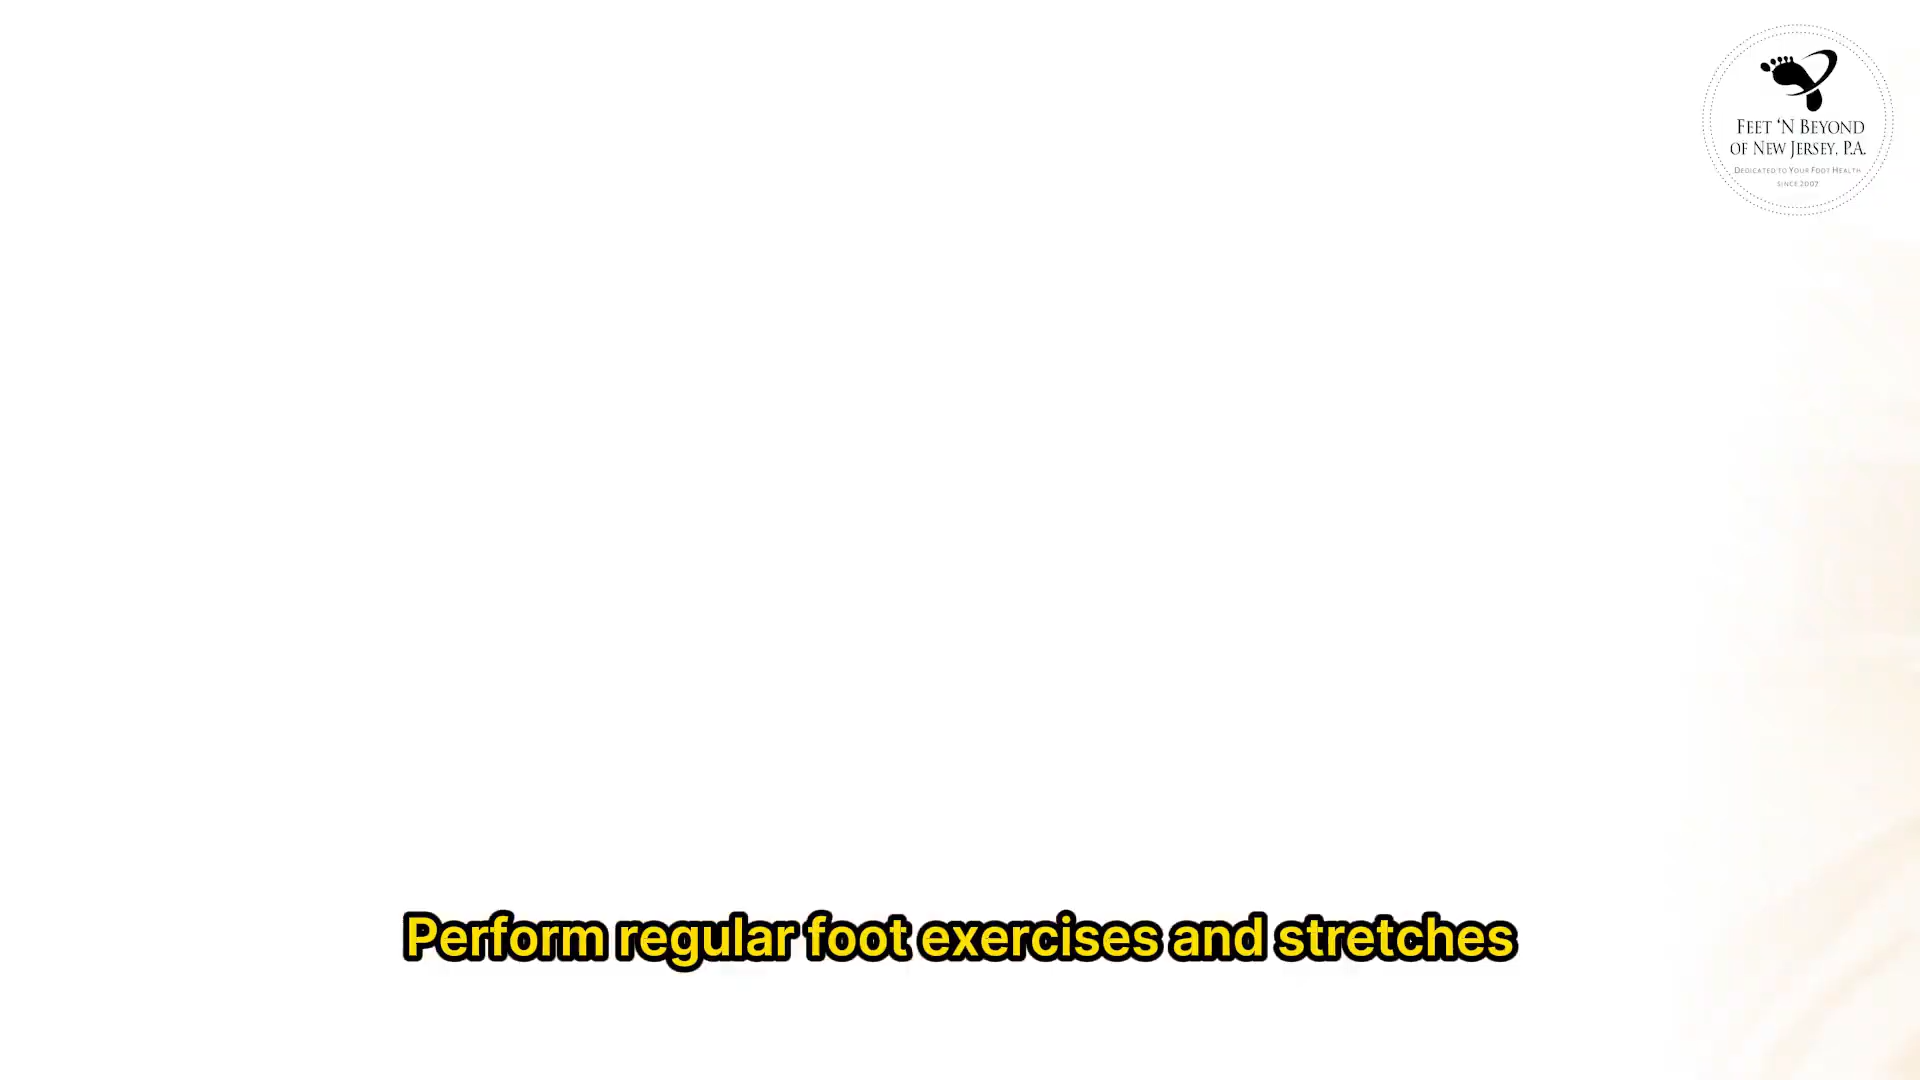 FEET ‘N BEYOND
OF NEW JERSEY, P.A.
DEDICATED TO YOUR FOOT HEALTH
SINCE 2007
Perform regular foot exercises and stretches